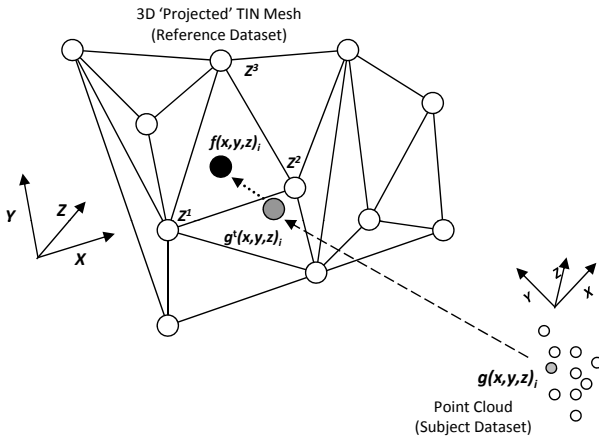 3D ‘Projected’ TIN Mesh
(Reference Dataset)
Z³
f(x,y,z)ᵢ
Z²
Y
Z
X
Z¹
gᵗ(x,y,z)ᵢ
Y
Z
X
g(x,y,z)ᵢ
Point Cloud
(Subject Dataset)